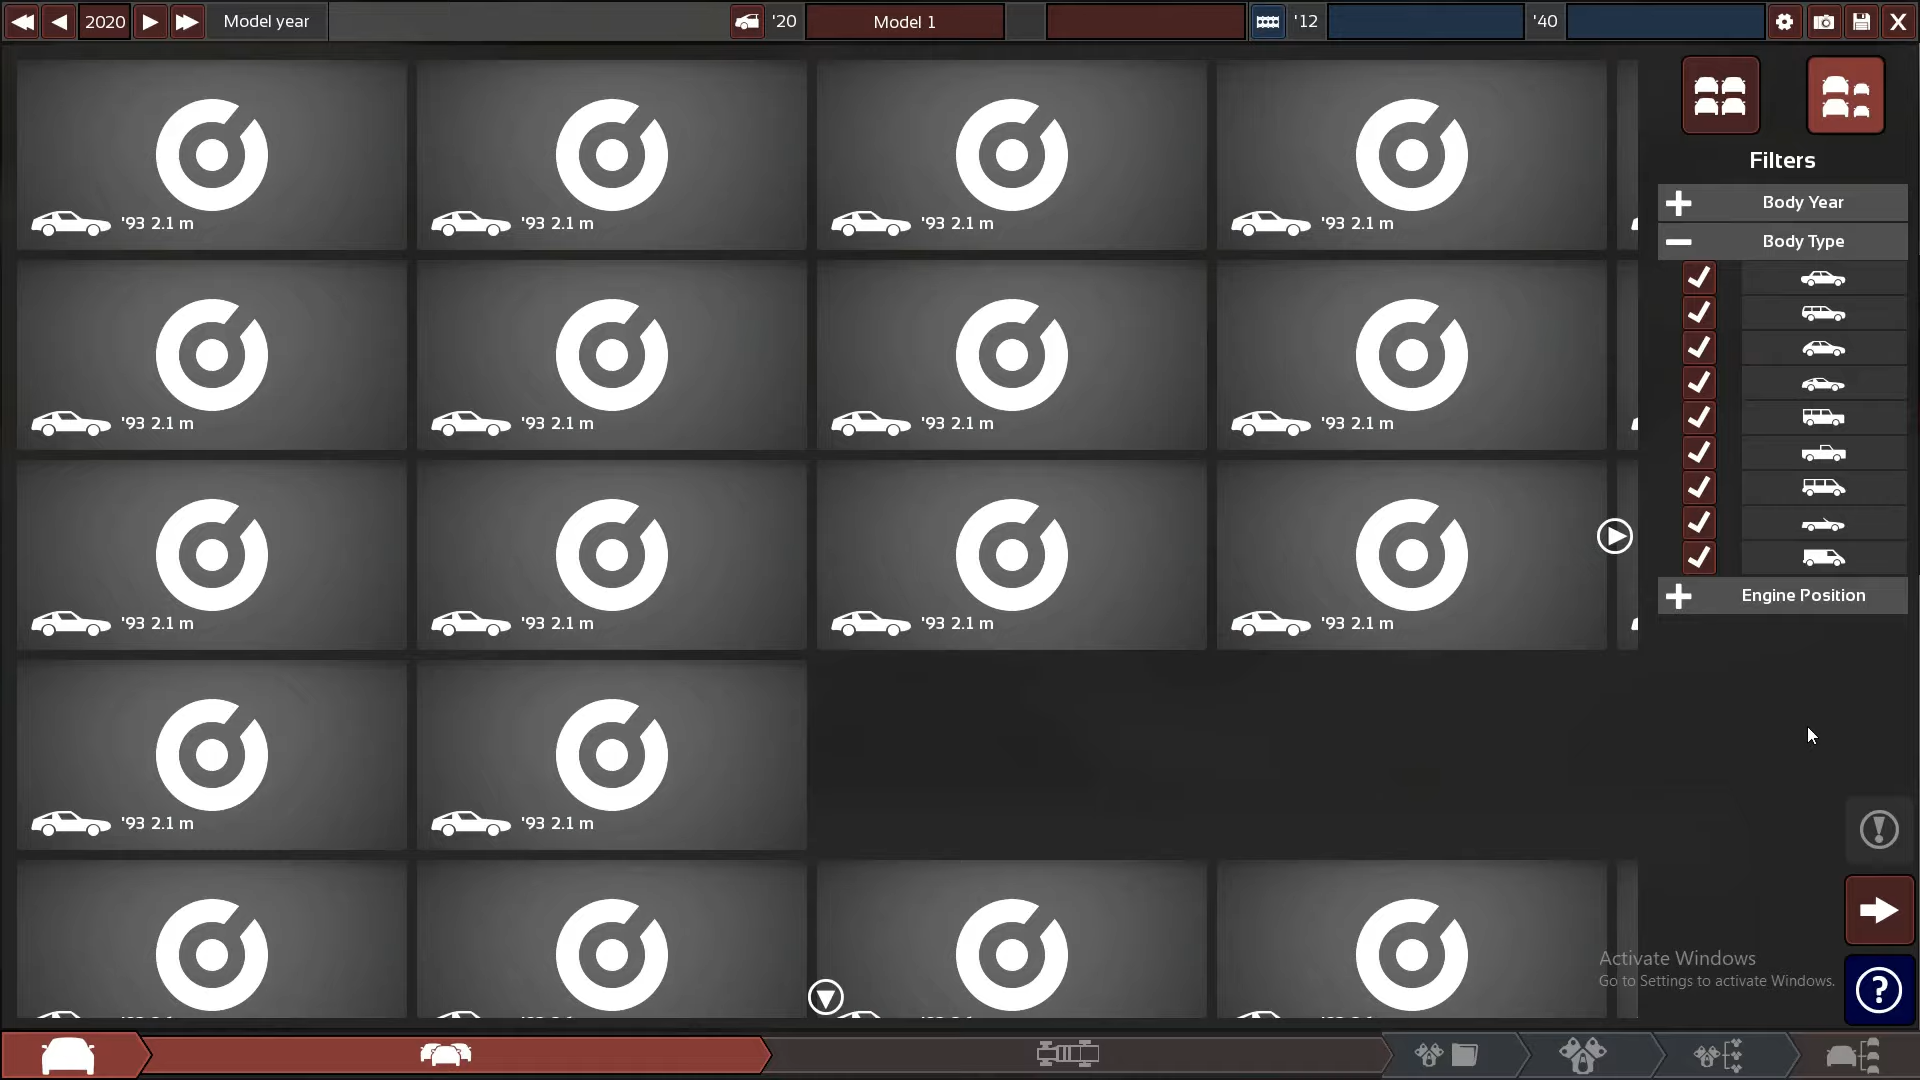 2020 Model year '20 Model 1 '12 '40
Filters
Body Year
Body Type
'93 2.1 m '93 2.1 m '93 2.1 m '93 2.1 m
'93 2.1 m '93 2.1 m '93 2.1 m '93 2.1 m
'93 2.1 m '93 2.1 m '93 2.1 m '93 2.1 m
Engine Position
'93 2.1 m '93 2.1 m
Activate Windows
Go to Settings to activate Windows.